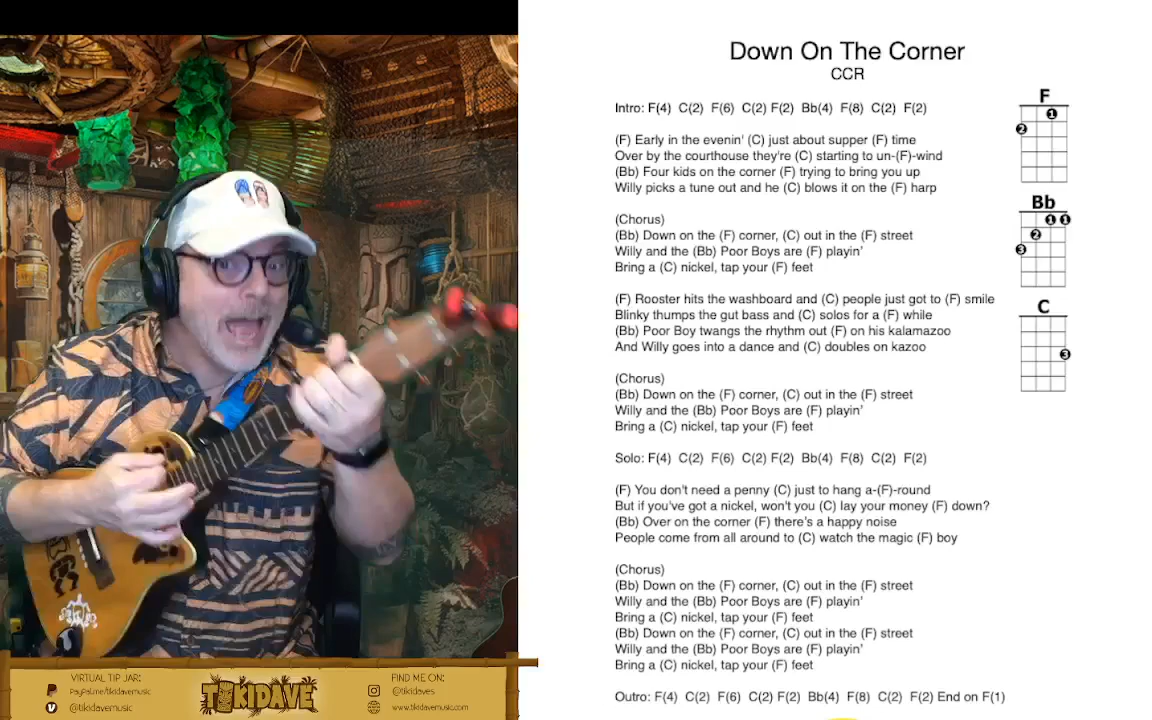 Down On The Corner
CCR
Intro: F(4) C(2) F(6) C(2) F(2) Bb(4) F(8) C(2) F(2)
(F) Early in the evenin' (C) just about supper (F) time
Over by the courthouse they're (C) starting to un-(F)-wind
(Bb) Four kids on the corner (F) trying to bring you up
Willy picks a tune out and he (C) blows it on the (F) harp
(Chorus)
(Bb) Down on the (F) corner, (C) out in the (F) street
Willy and the (Bb) Poor Boys are (F) playin'
Bring a (C) nickel, tap your (F) feet
(F) Rooster hits the washboard and (C) people just got to (F) smile
Blinky thumps the gut bass and (C) solos for a (F) while
(Bb) Poor Boy twangs the rhythm out (F) on his kalamazoo
And Willy goes into a dance and (C) doubles on kazoo
(Chorus)
(Bb) Down on the (F) corner, (C) out in the (F) street
Willy and the (Bb) Poor Boys are (F) playin'
Bring a (C) nickel, tap your (F) feet
Solo: F(4) C(2) F(6) C(2) F(2) Bb(4) F(8) C(2) F(2)
(F) You don't need a penny (C) just to hang a-(F)-round
But if you've got a nickel, won't you (C) lay your money (F) down?
(Bb) Over on the corner (F) there's a happy noise
People come from all around to (C) watch the magic (F) boy
(Chorus)
(Bb) Down on the (F) corner, (C) out in the (F) street
Willy and the (Bb) Poor Boys are (F) playin'
Bring a (C) nickel, tap your (F) feet
(Bb) Down on the (F) corner, (C) out in the (F) street
Willy and the (Bb) Poor Boys are (F) playin'
Bring a (C) nickel, tap your (F) feet
Outro: F(4) C(2) F(6) C(2) F(2) Bb(4) F(8) C(2) F(2) End on F(1)
F
1
2
Bb
1 1
2
3
C
3
VIRTUAL TIP JAR:
PayPal.me/tikidavemusic
@tikidavemusic
TIKIDAVE
FIND ME ON:
@tikidaves
www.tikidavemusic.com